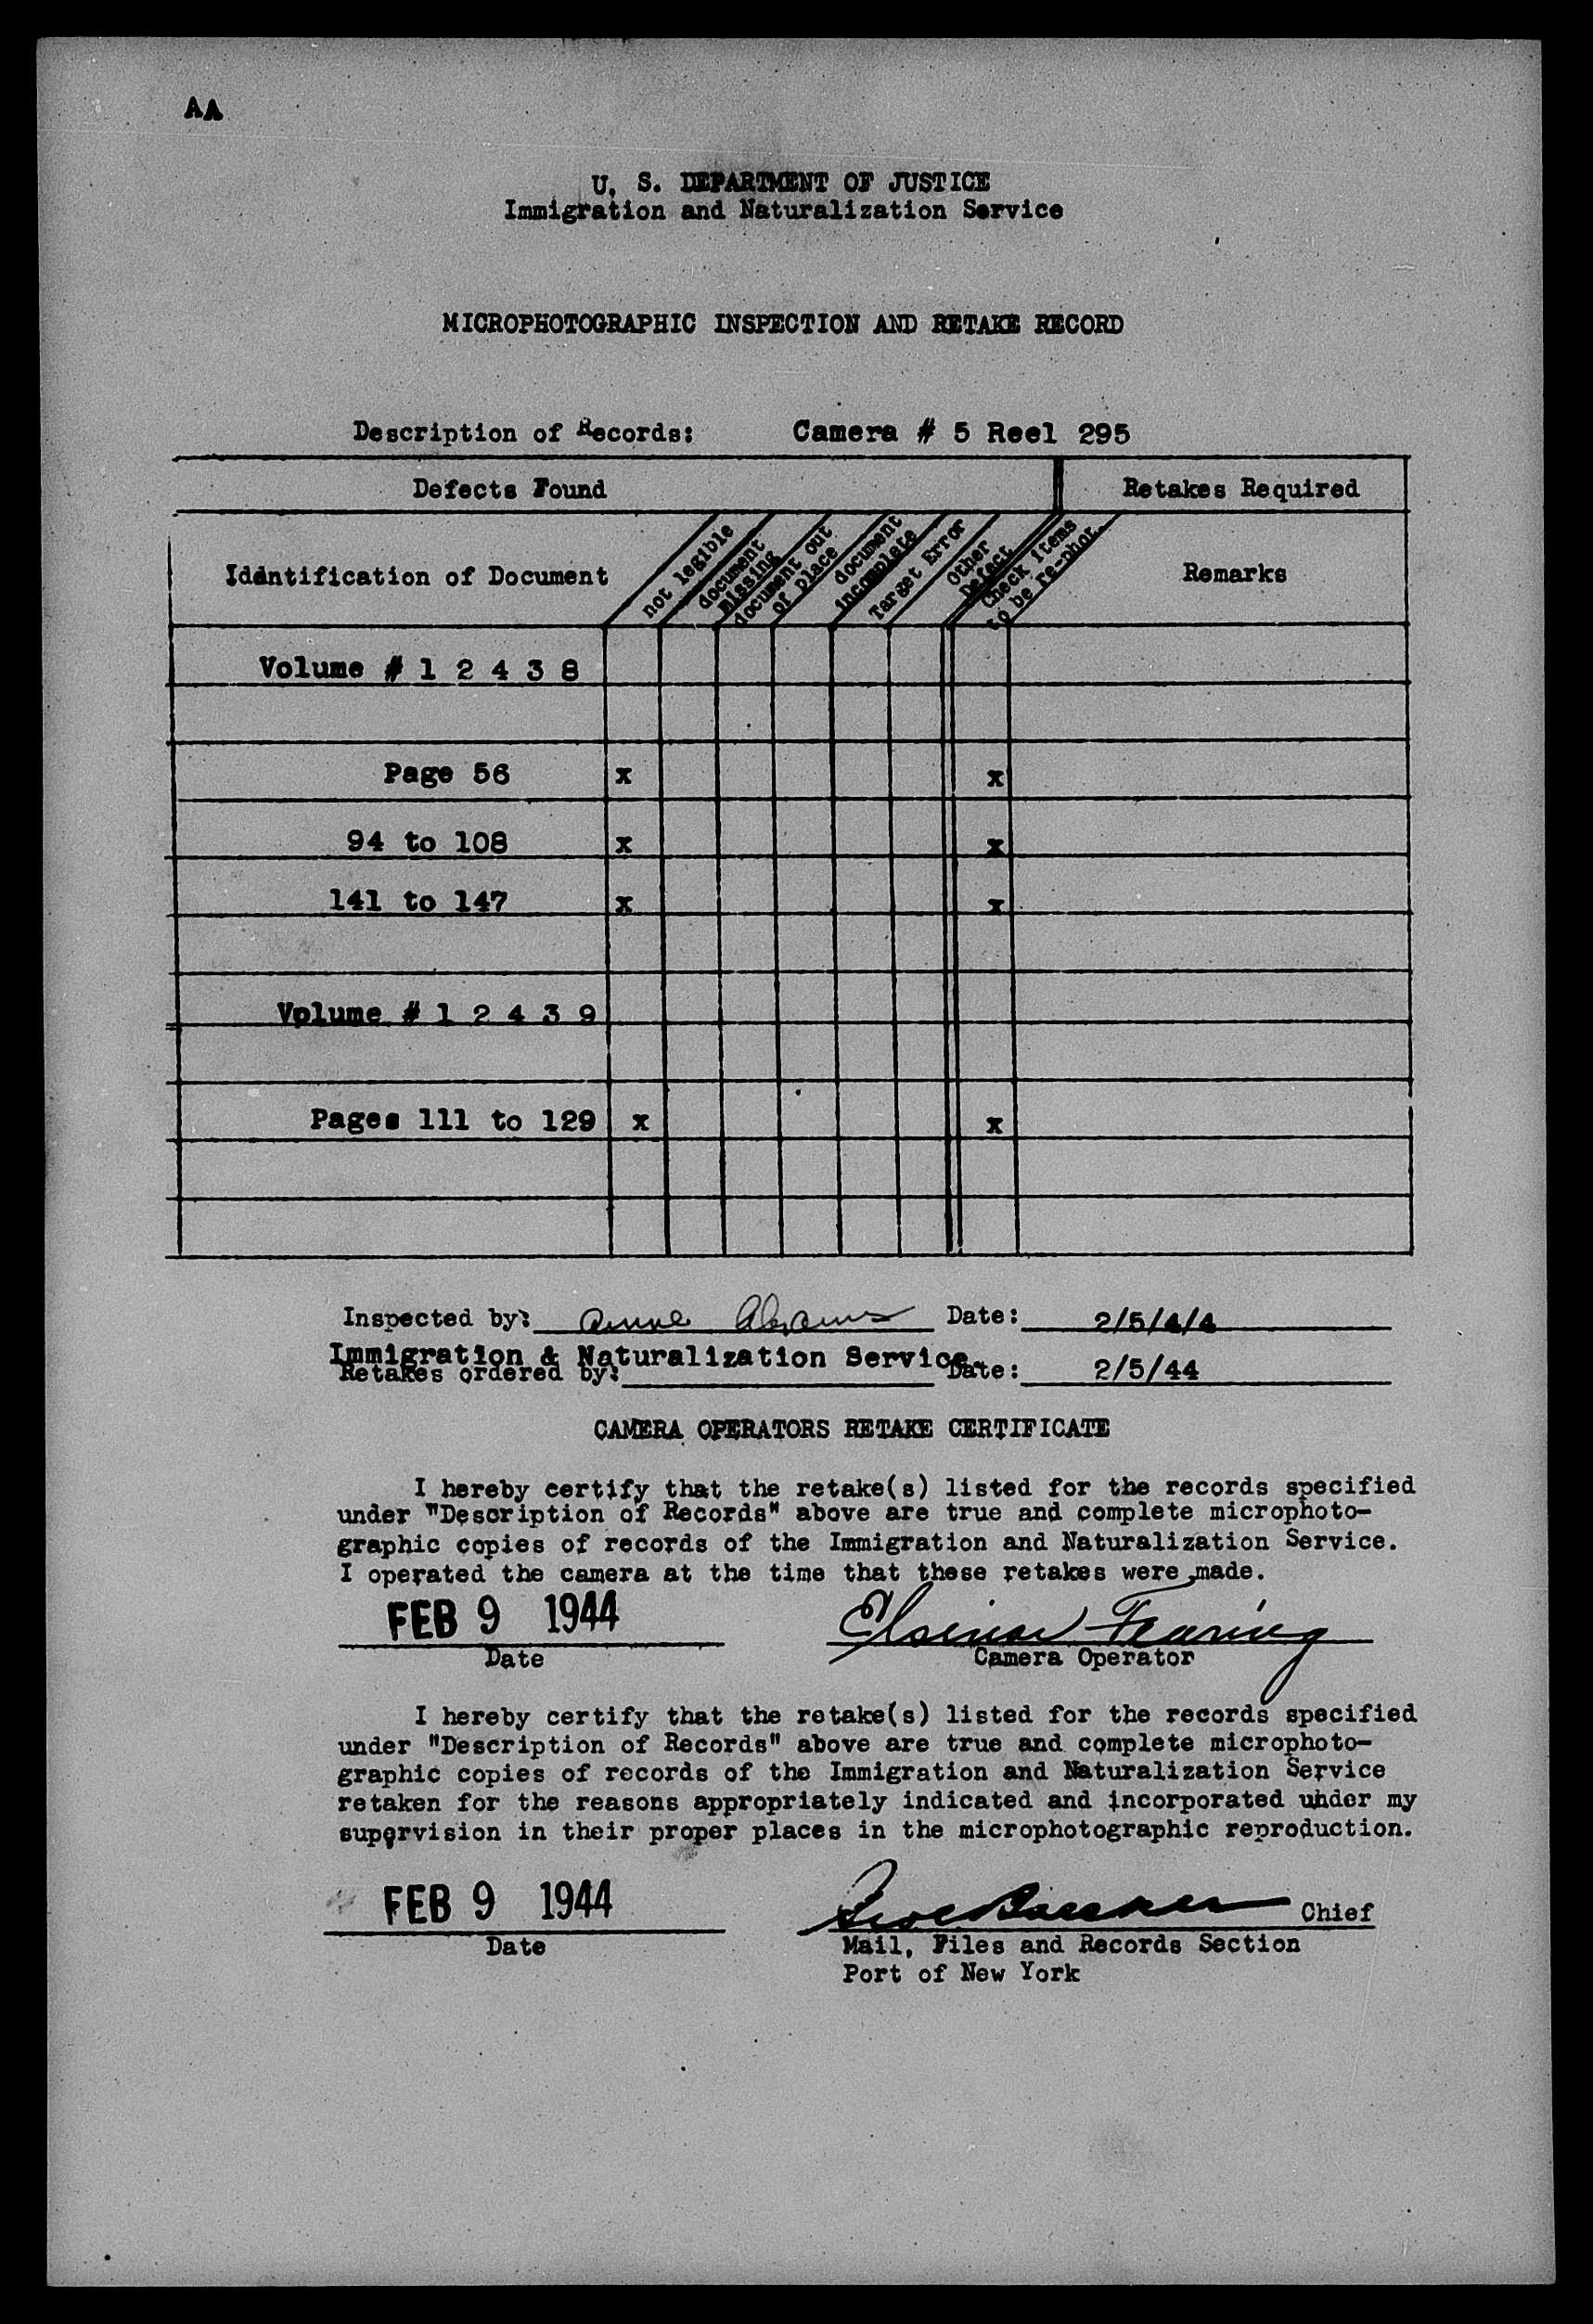 AA
U. S. DEPARTMENT OF JUSTICE
Immigration and Naturalization Service
MICROPHOTOGRAPHIC INSPECTION AND RETAKE RECORD
Description of Records: Camera # 5 Reel 295
Defects Found Retakes Required
Idantification of Document not legible document missing document out of place document incomplete Target Error Other Defect Check items to be re-phot. Remarks
Volume # 1 2 4 3 8
Page 56 x x
94 to 108 x x
141 to 147 x x
Volume # 1 2 4 3 9
Pages 111 to 129 x x
Inspected by: Anne Abrams Date: 2/5/4/4
Immigration & Naturalization Service.
Retakes ordered by: Date: 2/5/44
CAMERA OPERATORS RETAKE CERTIFICATE
I hereby certify that the retake(s) listed for the records specified
under "Description of Records" above are true and complete microphoto-
graphic copies of records of the Immigration and Naturalization Service.
I operated the camera at the time that these retakes were made.
FEB 9 1944
Date Camera Operator
I hereby certify that the retake(s) listed for the records specified
under "Description of Records" above are true and complete microphoto-
graphic copies of records of the Immigration and Naturalization Service
retaken for the reasons appropriately indicated and incorporated under my
supervision in their proper places in the microphotographic reproduction.
FEB 9 1944 Chief
Date Mail, Files and Records Section
Port of New York